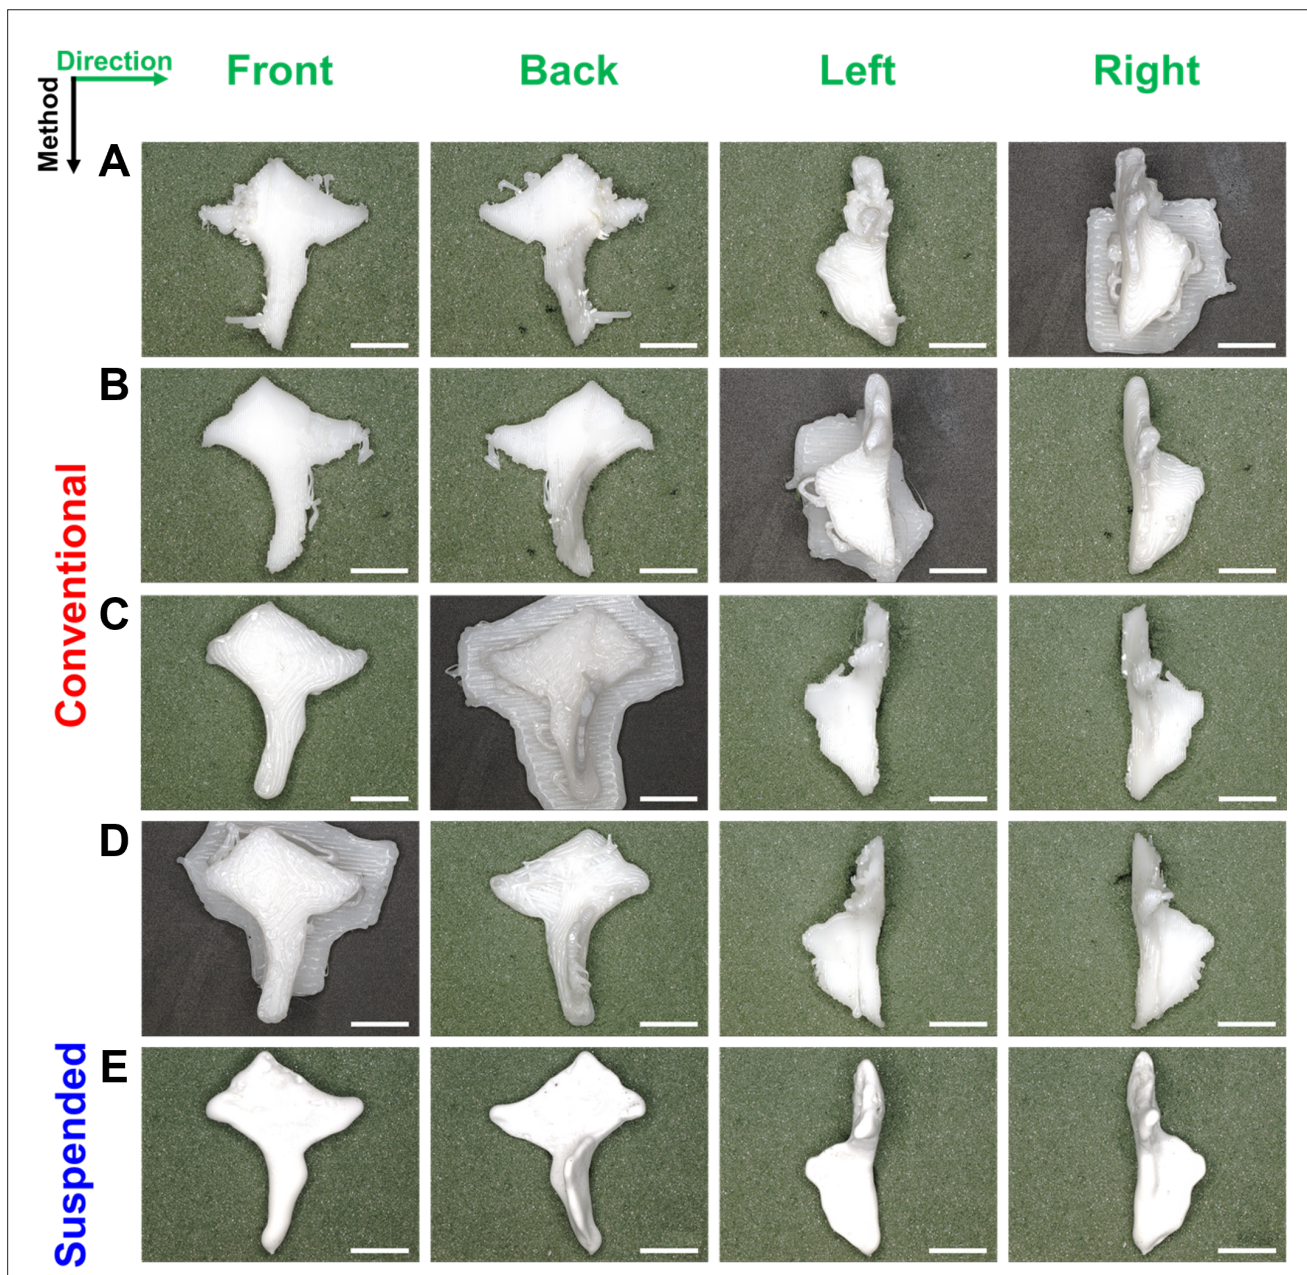 Direction
Method
Front
Back
Left
Right
A
B
C
D
E
Conventional
Suspended